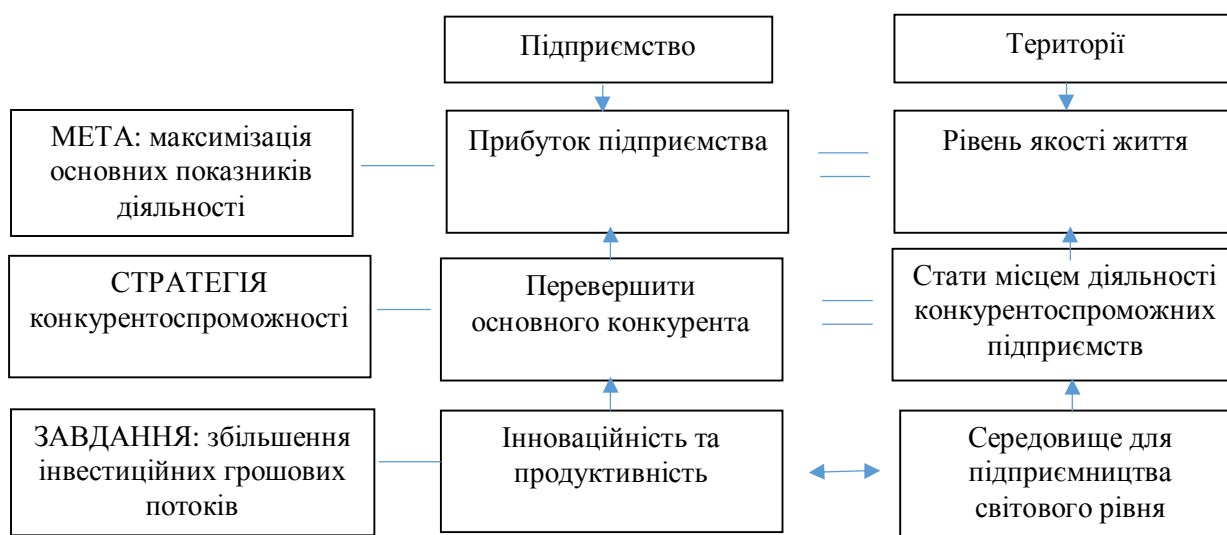 Підприємство
Території
МЕТА: максимізація
основних показників
діяльності
Прибуток підприємства
Рівень якості життя
СТРАТЕГІЯ
конкурентоспроможності
Перевершити
основного конкурента
Стати місцем діяльності
конкурентоспроможних
підприємств
ЗАВДАННЯ: збільшення
інвестиційних грошових
потоків
Інноваційність та
продуктивність
Середовище для
підприємництва
світового рівня